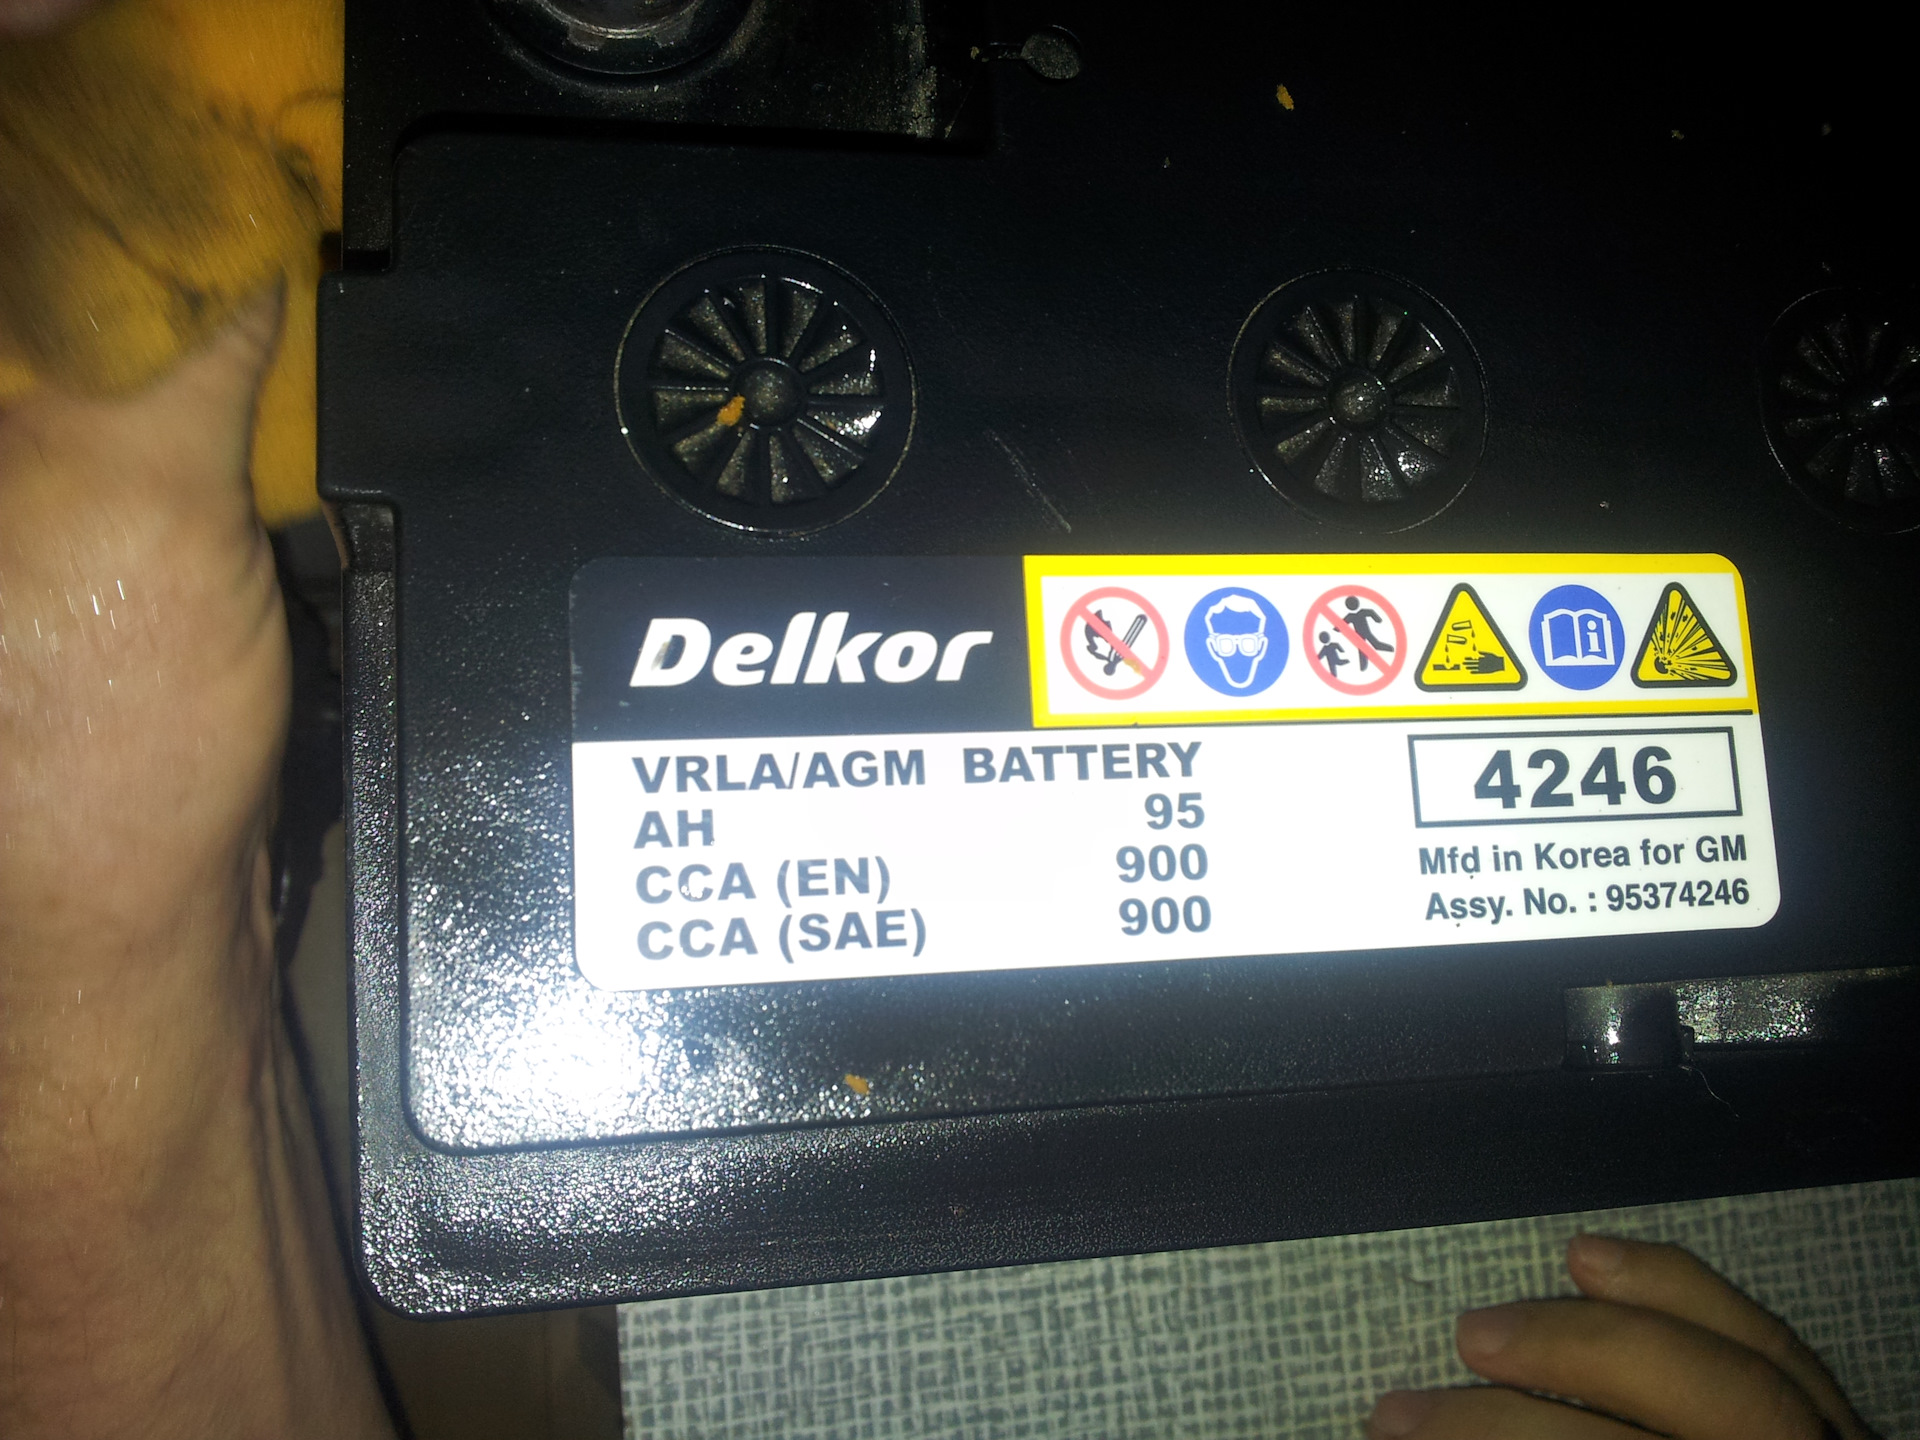 Delkor
VRLA/AGM BATTERY
AH 95
CCA (EN) 900
CCA (SAE) 900
4246
Mfd in Korea for GM
Assy. No. : 95374246